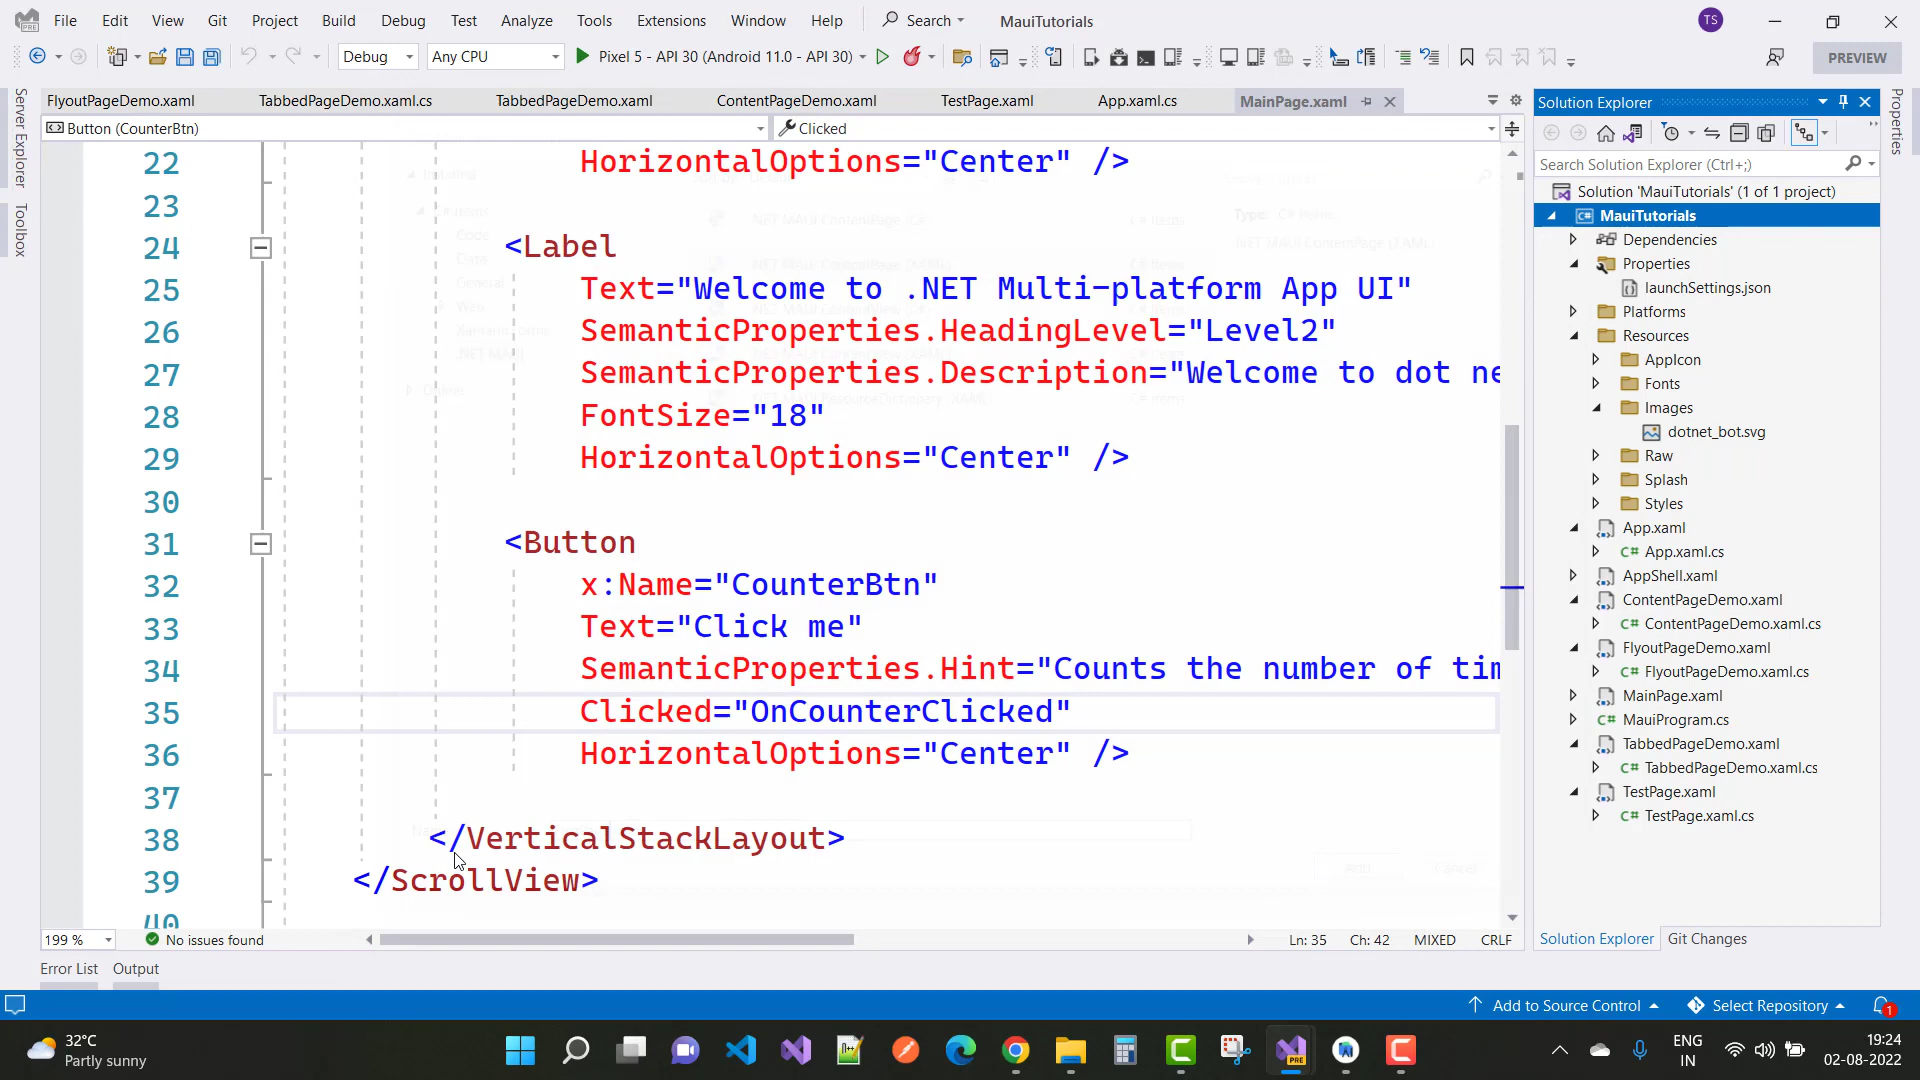 File Edit View Git Project Build Debug Test Analyze Tools Extensions Window Help Search MauiTutorials TS
Debug Any CPU Pixel 5 - API 30 (Android 11.0 - API 30) PREVIEW
FlyoutPageDemo.xaml TabbedPageDemo.xaml.cs TabbedPageDemo.xaml ContentPageDemo.xaml TestPage.xaml App.xaml.cs MainPage.xaml
Button (CounterBtn) Clicked
Server Explorer
Toolbox
22 HorizontalOptions="Center" />
23
24 <Label
25 Text="Welcome to .NET Multi-platform App UI"
26 SemanticProperties.HeadingLevel="Level2"
27 SemanticProperties.Description="Welcome to dot ne
28 FontSize="18"
29 HorizontalOptions="Center" />
30
31 <Button
32 x:Name="CounterBtn"
33 Text="Click me"
34 SemanticProperties.Hint="Counts the number of tim
35 Clicked="OnCounterClicked"
36 HorizontalOptions="Center" />
37
38 </VerticalStackLayout>
39 </ScrollView>
40
199 % No issues found Ln: 35 Ch: 42 MIXED CRLF
Error List Output
Solution Explorer
Search Solution Explorer (Ctrl+;)
Solution 'MauiTutorials' (1 of 1 project)
MauiTutorials
Dependencies
Properties
launchSettings.json
Platforms
Resources
AppIcon
Fonts
Images
dotnet_bot.svg
Raw
Splash
Styles
App.xaml
C# App.xaml.cs
AppShell.xaml
ContentPageDemo.xaml
C# ContentPageDemo.xaml.cs
FlyoutPageDemo.xaml
C# FlyoutPageDemo.xaml.cs
MainPage.xaml
C# MauiProgram.cs
TabbedPageDemo.xaml
C# TabbedPageDemo.xaml.cs
TestPage.xaml
C# TestPage.xaml.cs
Solution Explorer Git Changes
Properties
Add to Source Control Select Repository 1
32°C
Partly sunny
PRE
ENG
IN
19:24
02-08-2022